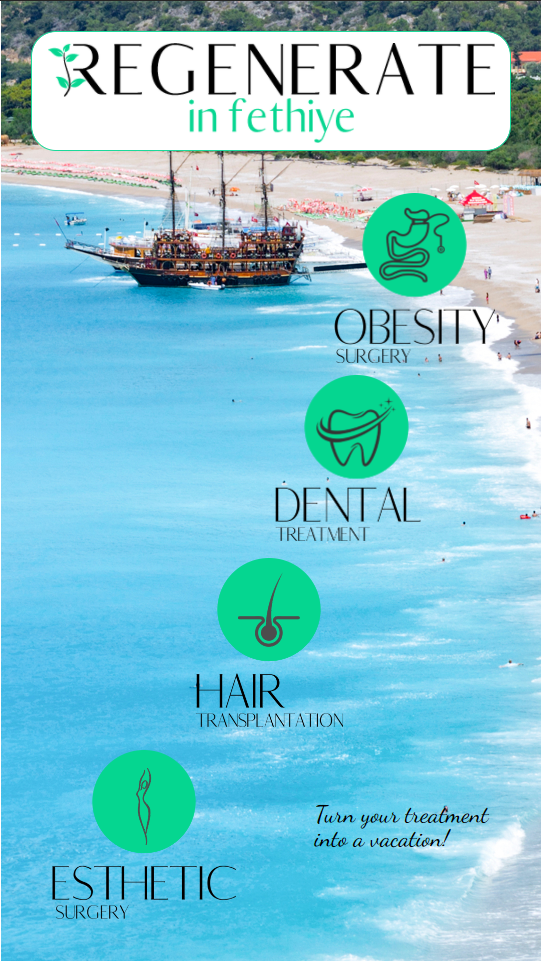 REGENERATE
in fethiye
OBESITY
SURGERY
DENTAL
TREATMENT
HAIR
TRANSPLANTATION
ESTHETIC
SURGERY
Turn your treatment
into a vacation!